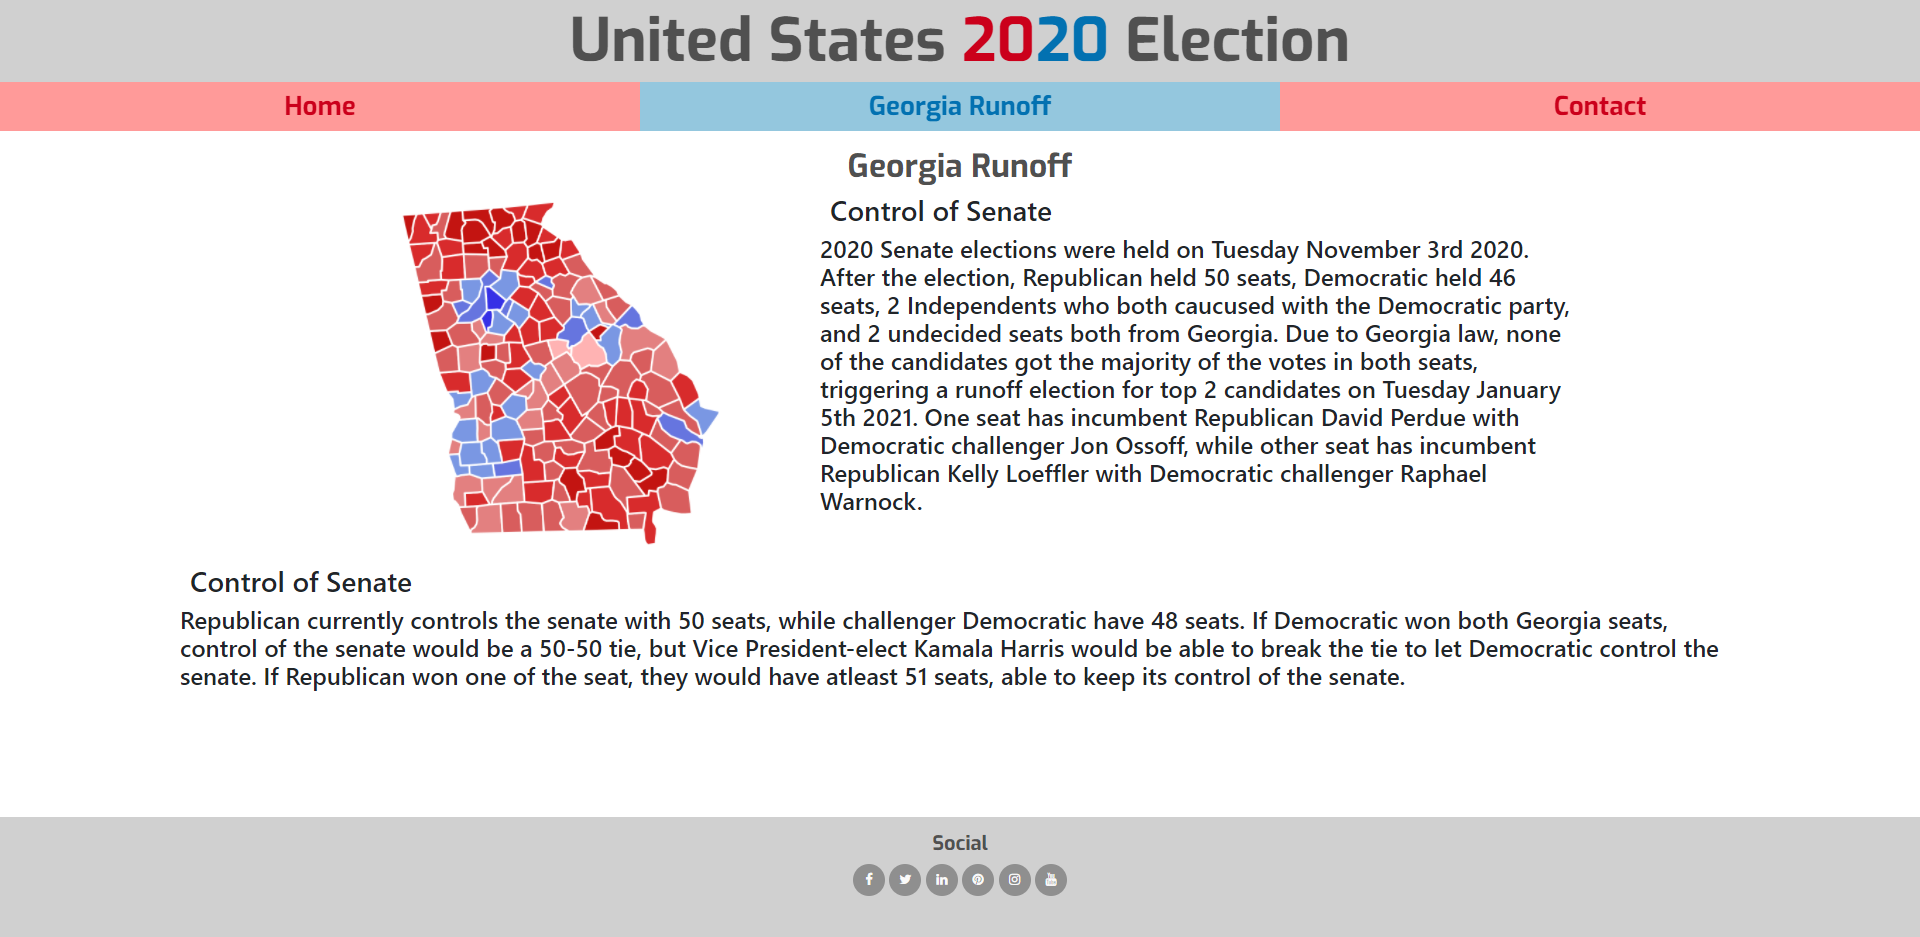 United States 2020 Election
Home
Georgia Runoff
Contact
Georgia Runoff
Control of Senate
2020 Senate elections were held on Tuesday November 3rd 2020.
After the election, Republican held 50 seats, Democratic held 46
seats, 2 Independents who both caucused with the Democratic party,
and 2 undecided seats both from Georgia. Due to Georgia law, none
of the candidates got the majority of the votes in both seats,
triggering a runoff election for top 2 candidates on Tuesday January
5th 2021. One seat has incumbent Republican David Perdue with
Democratic challenger Jon Ossoff, while other seat has incumbent
Republican Kelly Loeffler with Democratic challenger Raphael
Warnock.
Control of Senate
Republican currently controls the senate with 50 seats, while challenger Democratic have 48 seats. If Democratic won both Georgia seats,
control of the senate would be a 50-50 tie, but Vice President-elect Kamala Harris would be able to break the tie to let Democratic control the
senate. If Republican won one of the seat, they would have atleast 51 seats, able to keep its control of the senate.
Social